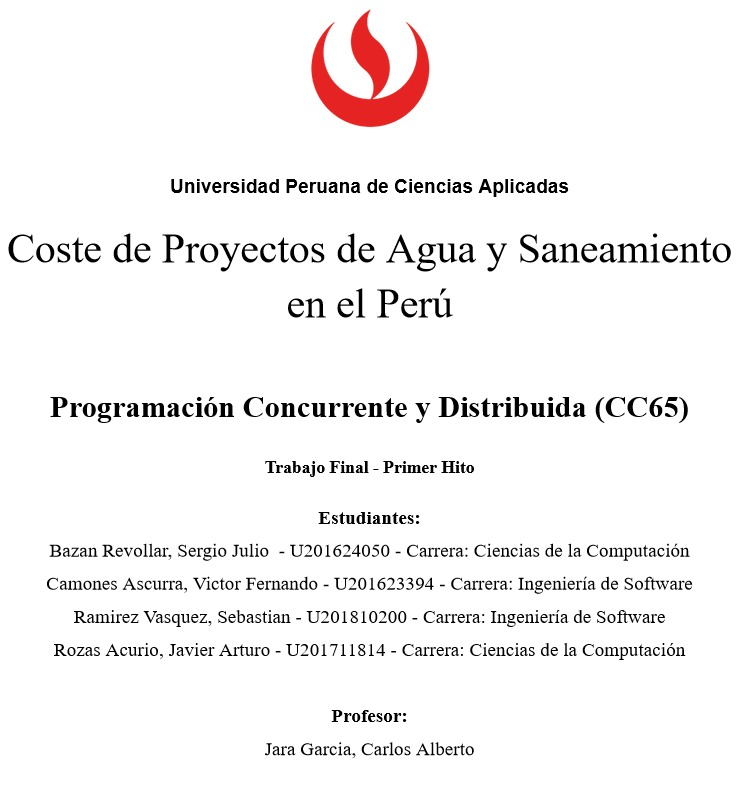 Universidad Peruana de Ciencias Aplicadas
Coste de Proyectos de Agua y Saneamiento
en el Perú
Programación Concurrente y Distribuida (CC65)
Trabajo Final - Primer Hito
Estudiantes:
Bazan Revollar, Sergio Julio  - U201624050 - Carrera: Ciencias de la Computación
Camones Ascurra, Victor Fernando - U201623394 - Carrera: Ingeniería de Software
Ramirez Vasquez, Sebastian - U201810200 - Carrera: Ingeniería de Software
Rozas Acurio, Javier Arturo - U201711814 - Carrera: Ciencias de la Computación
Profesor:
Jara Garcia, Carlos Alberto